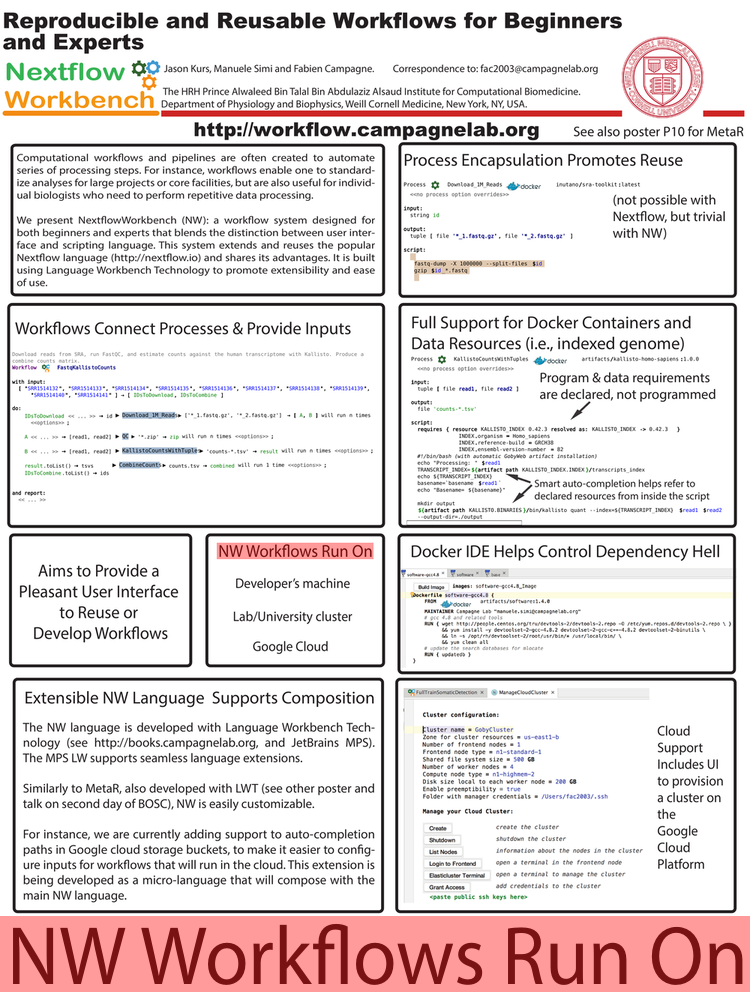 Reproducible and Reusable Workflows for Beginners
and Experts
Nextflow
Workbench
Jason Kurs, Manuele Simi and Fabien Campagne. Correspondence to: fac2003@campagnelab.org
The HRH Prince Alwaleed Bin Talal Bin Abdulaziz Alsaud Institute for Computational Biomedicine.
Department of Physiology and Biophysics, Weill Cornell Medicine, New York, NY, USA.
http://workflow.campagnelab.org
See also poster P10 for MetaR
Computational workflows and pipelines are often created to automate
series of processing steps. For instance, workflows enable one to standard-
ize analyses for large projects or core facilities, but are also useful for individ-
ual biologists who need to perform repetitive data processing.
We present NextflowWorkbench (NW): a workflow system designed for
both beginners and experts that blends the distinction between user inter-
face and scripting language. This system extends and reuses the popular
Nextflow language (http://nextflow.io) and shares its advantages. It is built
using Language Workbench Technology to promote extensibility and ease
of use.
Process Encapsulation Promotes Reuse
Process Download_1M_Reads docker inutano/sra-toolkit:latest
<<no process option overrides>>
input:
string id
output:
tuple [ file '*_1.fastq.gz', file '*_2.fastq.gz' ]
script:
fastq-dump -X 1000000 --split-files $id
gzip $id_*.fastq
(not possible with
Nextflow, but trivial
with NW)
Workflows Connect Processes & Provide Inputs
Download reads from SRA, run FastQC, and estimate counts against the human transcriptome with Kallisto. Produce a
combine counts matrix.
Workflow FastqKallistoCounts
with input:
[ "SRR1514132", "SRR1514133", "SRR1514134", "SRR1514135", "SRR1514136", "SRR1514137", "SRR1514138", "SRR1514139",
"SRR1514140", "SRR1514141" ] → [ IDsToDownload, IDsToCombine ]
do:
IDsToDownload << ... >> → id ▶ Download_1M_Reads ▶ ['*_1.fastq.gz', '*_2.fastq.gz'] → [ A, B ] will run n times
<<options>> ;
A << ... >> → [read1, read2] ▶ QC ▶ '*.zip' → zip will run n times <<options>> ;
B << ... >> → [read1, read2] ▶ KallistoCountsWithTuple ▶ 'counts-*.tsv' → result will run n times <<options>> ;
result.toList() → tsvs ▶ CombineCounts ▶ counts.tsv → combined will run 1 time <<options>> ;
IDsToCombine.toList() → ids
and report:
<< ... >>
Full Support for Docker Containers and
Data Resources (i.e., indexed genome)
Process KallistoCountsWithTuples docker artifacts/kallisto-homo-sapiens:1.0.0
<<no process option overrides>>
input:
tuple [ file read1, file read2 ]
output:
file 'counts-*.tsv'
Program & data requirements
are declared, not programmed
script:
requires { resource KALLISTO_INDEX 0.42.3 resolved as: KALLISTO_INDEX -> 0.42.3 }
INDEX.organism = Homo_sapiens
INDEX.reference-build = GRCH38
INDEX.ensembl-version-number = 82
#!/bin/bash (with automatic GobyWeb artifact installation)
echo "Processing: " $read1
TRANSCRIPT_INDEX=${artifact path KALLISTO_INDEX.INDEX}/transcripts_index
echo ${TRANSCRIPT_INDEX}
basename=`basename $read1`
echo "Basename= ${basename}"
Smart auto-completion helps refer to
declared resources from inside the script
mkdir output
${artifact path KALLISTO.BINARIES}/bin/kallisto quant --index=${TRANSCRIPT_INDEX} $read1 $read2
--output-dir=./output
Aims to Provide a
Pleasant User Interface
to Reuse or
Develop Workflows
NW Workflows Run On
Developer's machine
Lab/University cluster
Google Cloud
Docker IDE Helps Control Dependency Hell
software-gcc4.8 software base
Build Image images: software-gcc4.8_Image
Dockerfile software-gcc4.8 {
FROM docker artifacts/software:1.4.0
MAINTAINER Campagne Lab "manuele.simi@campagnelab.org"
# gcc 4.8 and related tools
RUN { wget http://people.centos.org/tru/devtools-2/devtools-2.repo -O /etc/yum.repos.d/devtools-2.repo \ }
&& yum install -y devtoolset-2-gcc-4.8.2 devtoolset-2-gcc-c++-4.8.2 devtoolset-2-binutils \
&& ln -s /opt/rh/devtoolset-2/root/usr/bin/* /usr/local/bin/ \
&& yum clean all
# update the search databases for mlocate
RUN { updatedb }
}
Extensible NW Language Supports Composition
The NW language is developed with Language Workbench Tech-
nology (see http://books.campagnelab.org, and JetBrains MPS).
The MPS LW supports seamless language extensions.
Similarly to MetaR, also developed with LWT (see other poster and
talk on second day of BOSC), NW is easily customizable.
For instance, we are currently adding support to auto-completion
paths in Google cloud storage buckets, to make it easier to config-
ure inputs for workflows that will run in the cloud. This extension is
being developed as a micro-language that will compose with the
main NW language.
FullTrainSomaticDetection ManageCloudCluster
Cluster configuration:
Cluster name = GobyCluster
Zone for cluster resources = us-east1-b
Number of frontend nodes = 1
Frontend type = n1-standard-1
Shared file system size = 500 GB
Number of worker nodes = 4
Compute node type = n1-highmem-2
Disk size local to each worker node = 200 GB
Enable preemptibility = true
Folder with manager credentials = /Users/fac2003/.ssh
Manage your Cloud Cluster:
Create create the cluster
Shutdown shutdown the cluster
List Nodes information about the nodes in the cluster
Login to Frontend open a terminal in the frontend node
Elasticluster Terminal open a terminal to manage the cluster
Grant Access add credentials to the cluster
<paste public ssh keys here>
Cloud
Support
Includes UI
to provision
a cluster on
the
Google
Cloud
Platform
NW Workflows Run On